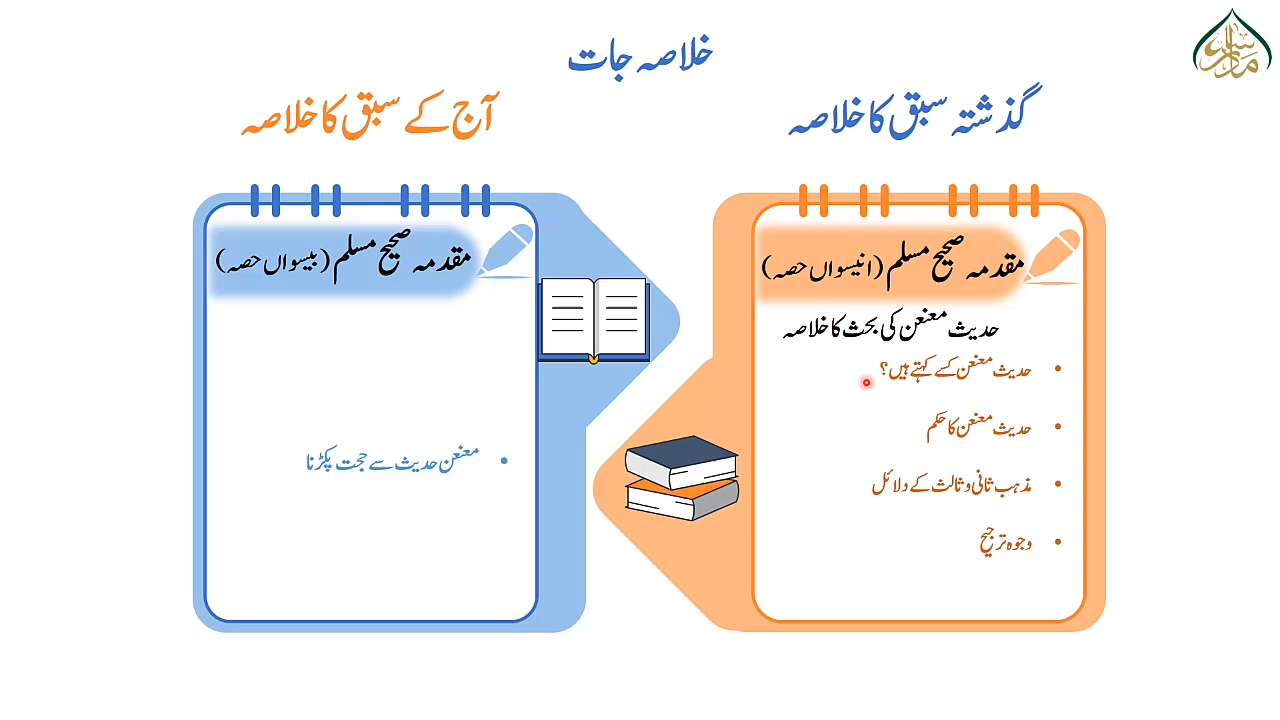 خلاصہ جات
گذشتہ سبق کا خلاصہ
مقدمہ صحیح مسلم (انیسواں حصہ)
حدیث معنعن کی بحث کا خلاصہ
• حدیث معنعن کسے کہتے ہیں؟
• حدیث معنعن کا حکم
• مذہب ثانی و ثالث کے دلائل
• وجوہ ترجیح
آج کے سبق کا خلاصہ
مقدمہ صحیح مسلم (بیسواں حصہ)
• معنعن حدیث سے حجت پکڑنا